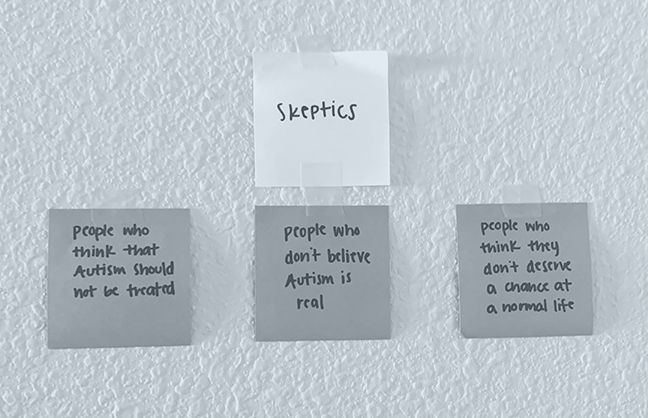 Skeptics
people who
think that
Autism should
not be treated
people who
don't believe
Autism is
real
people who
think they
don't deserve
a chance at
a normal life